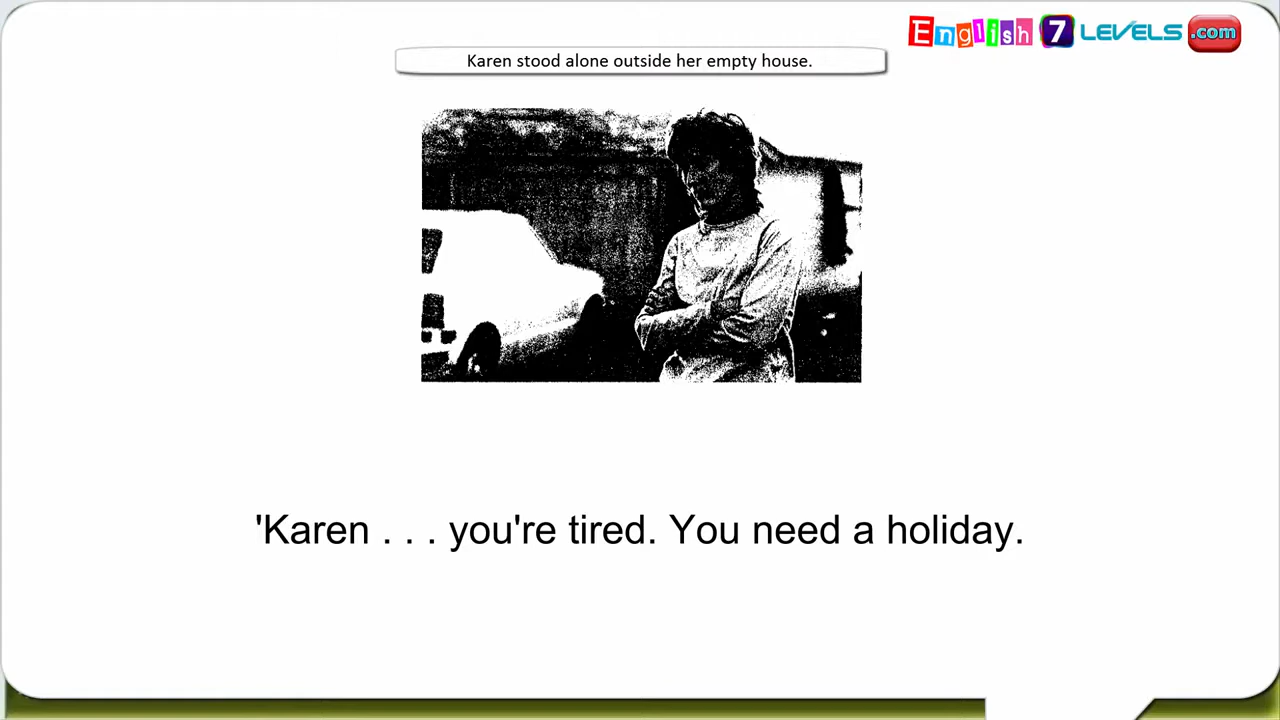 English 7 LEVELS .com
Karen stood alone outside her empty house.
'Karen . . . you're tired. You need a holiday.